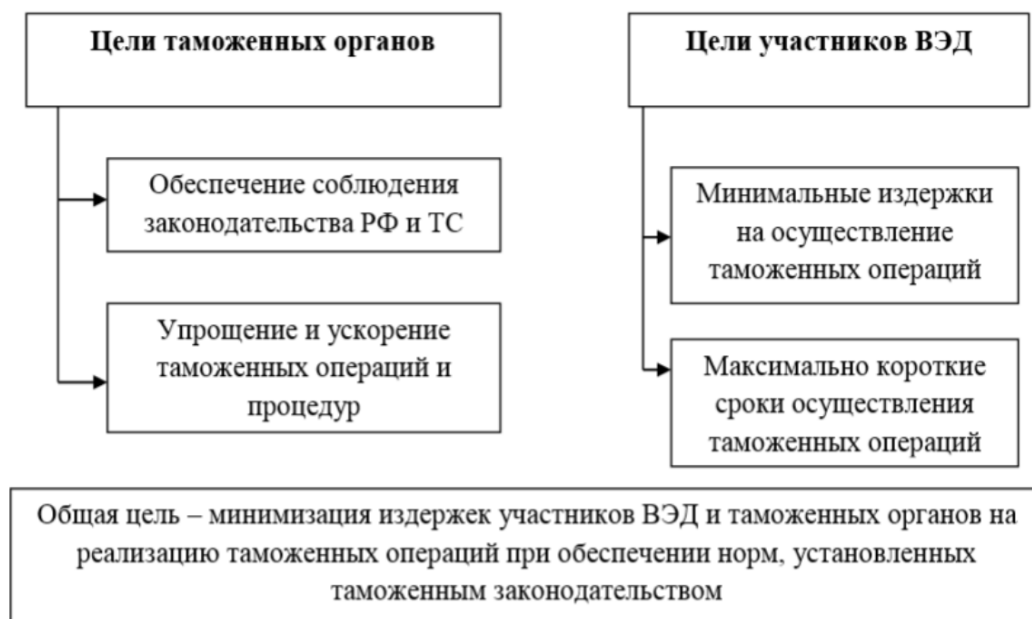 Цели таможенных органов
Обеспечение соблюдения
законодательства РФ и ТС
Упрощение и ускорение
таможенных операций и
процедур
Цели участников ВЭД
Минимальные издержки
на осуществление
таможенных операций
Максимально короткие
сроки осуществления
таможенных операций
Общая цель – минимизация издержек участников ВЭД и таможенных органов на
реализацию таможенных операций при обеспечении норм, установленных
таможенным законодательством